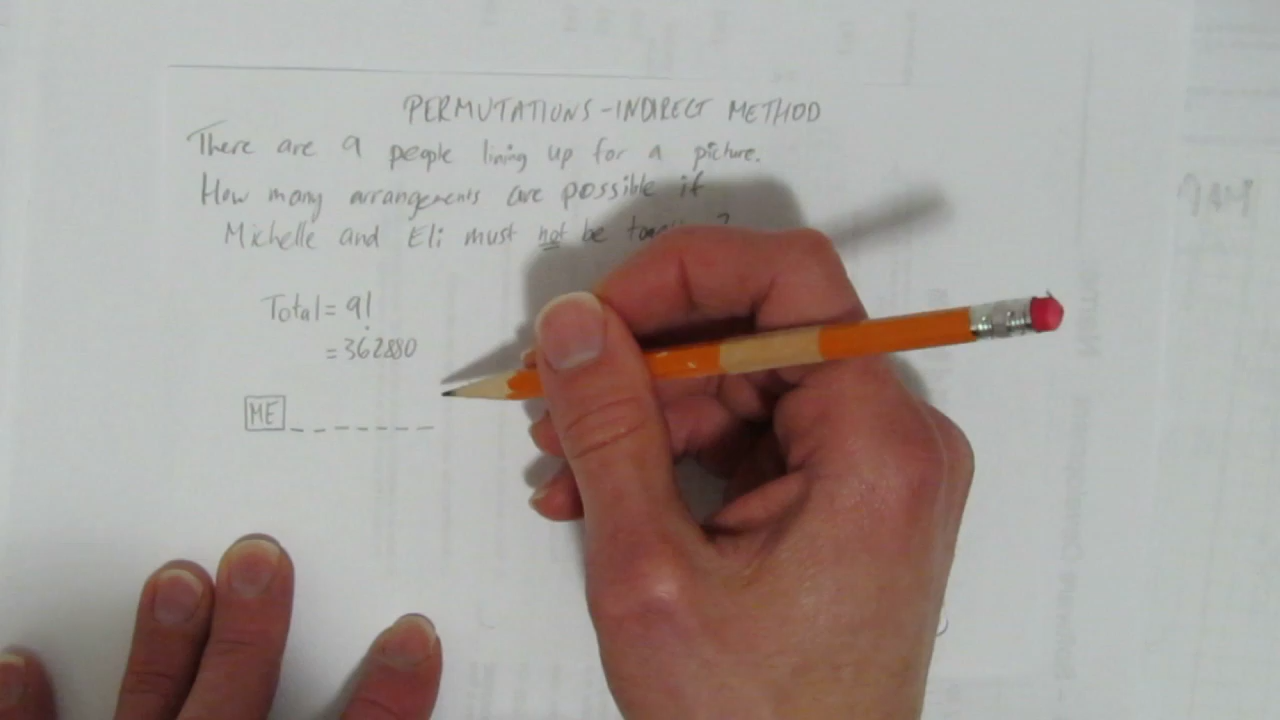 PERMUTATIONS - INDIRECT METHOD
There are 9 people lining up for a picture.
How many arrangements are possible if
Michelle and Eli must not be
Total = 9!
= 362880
ME _ _ _ _ _ _ _